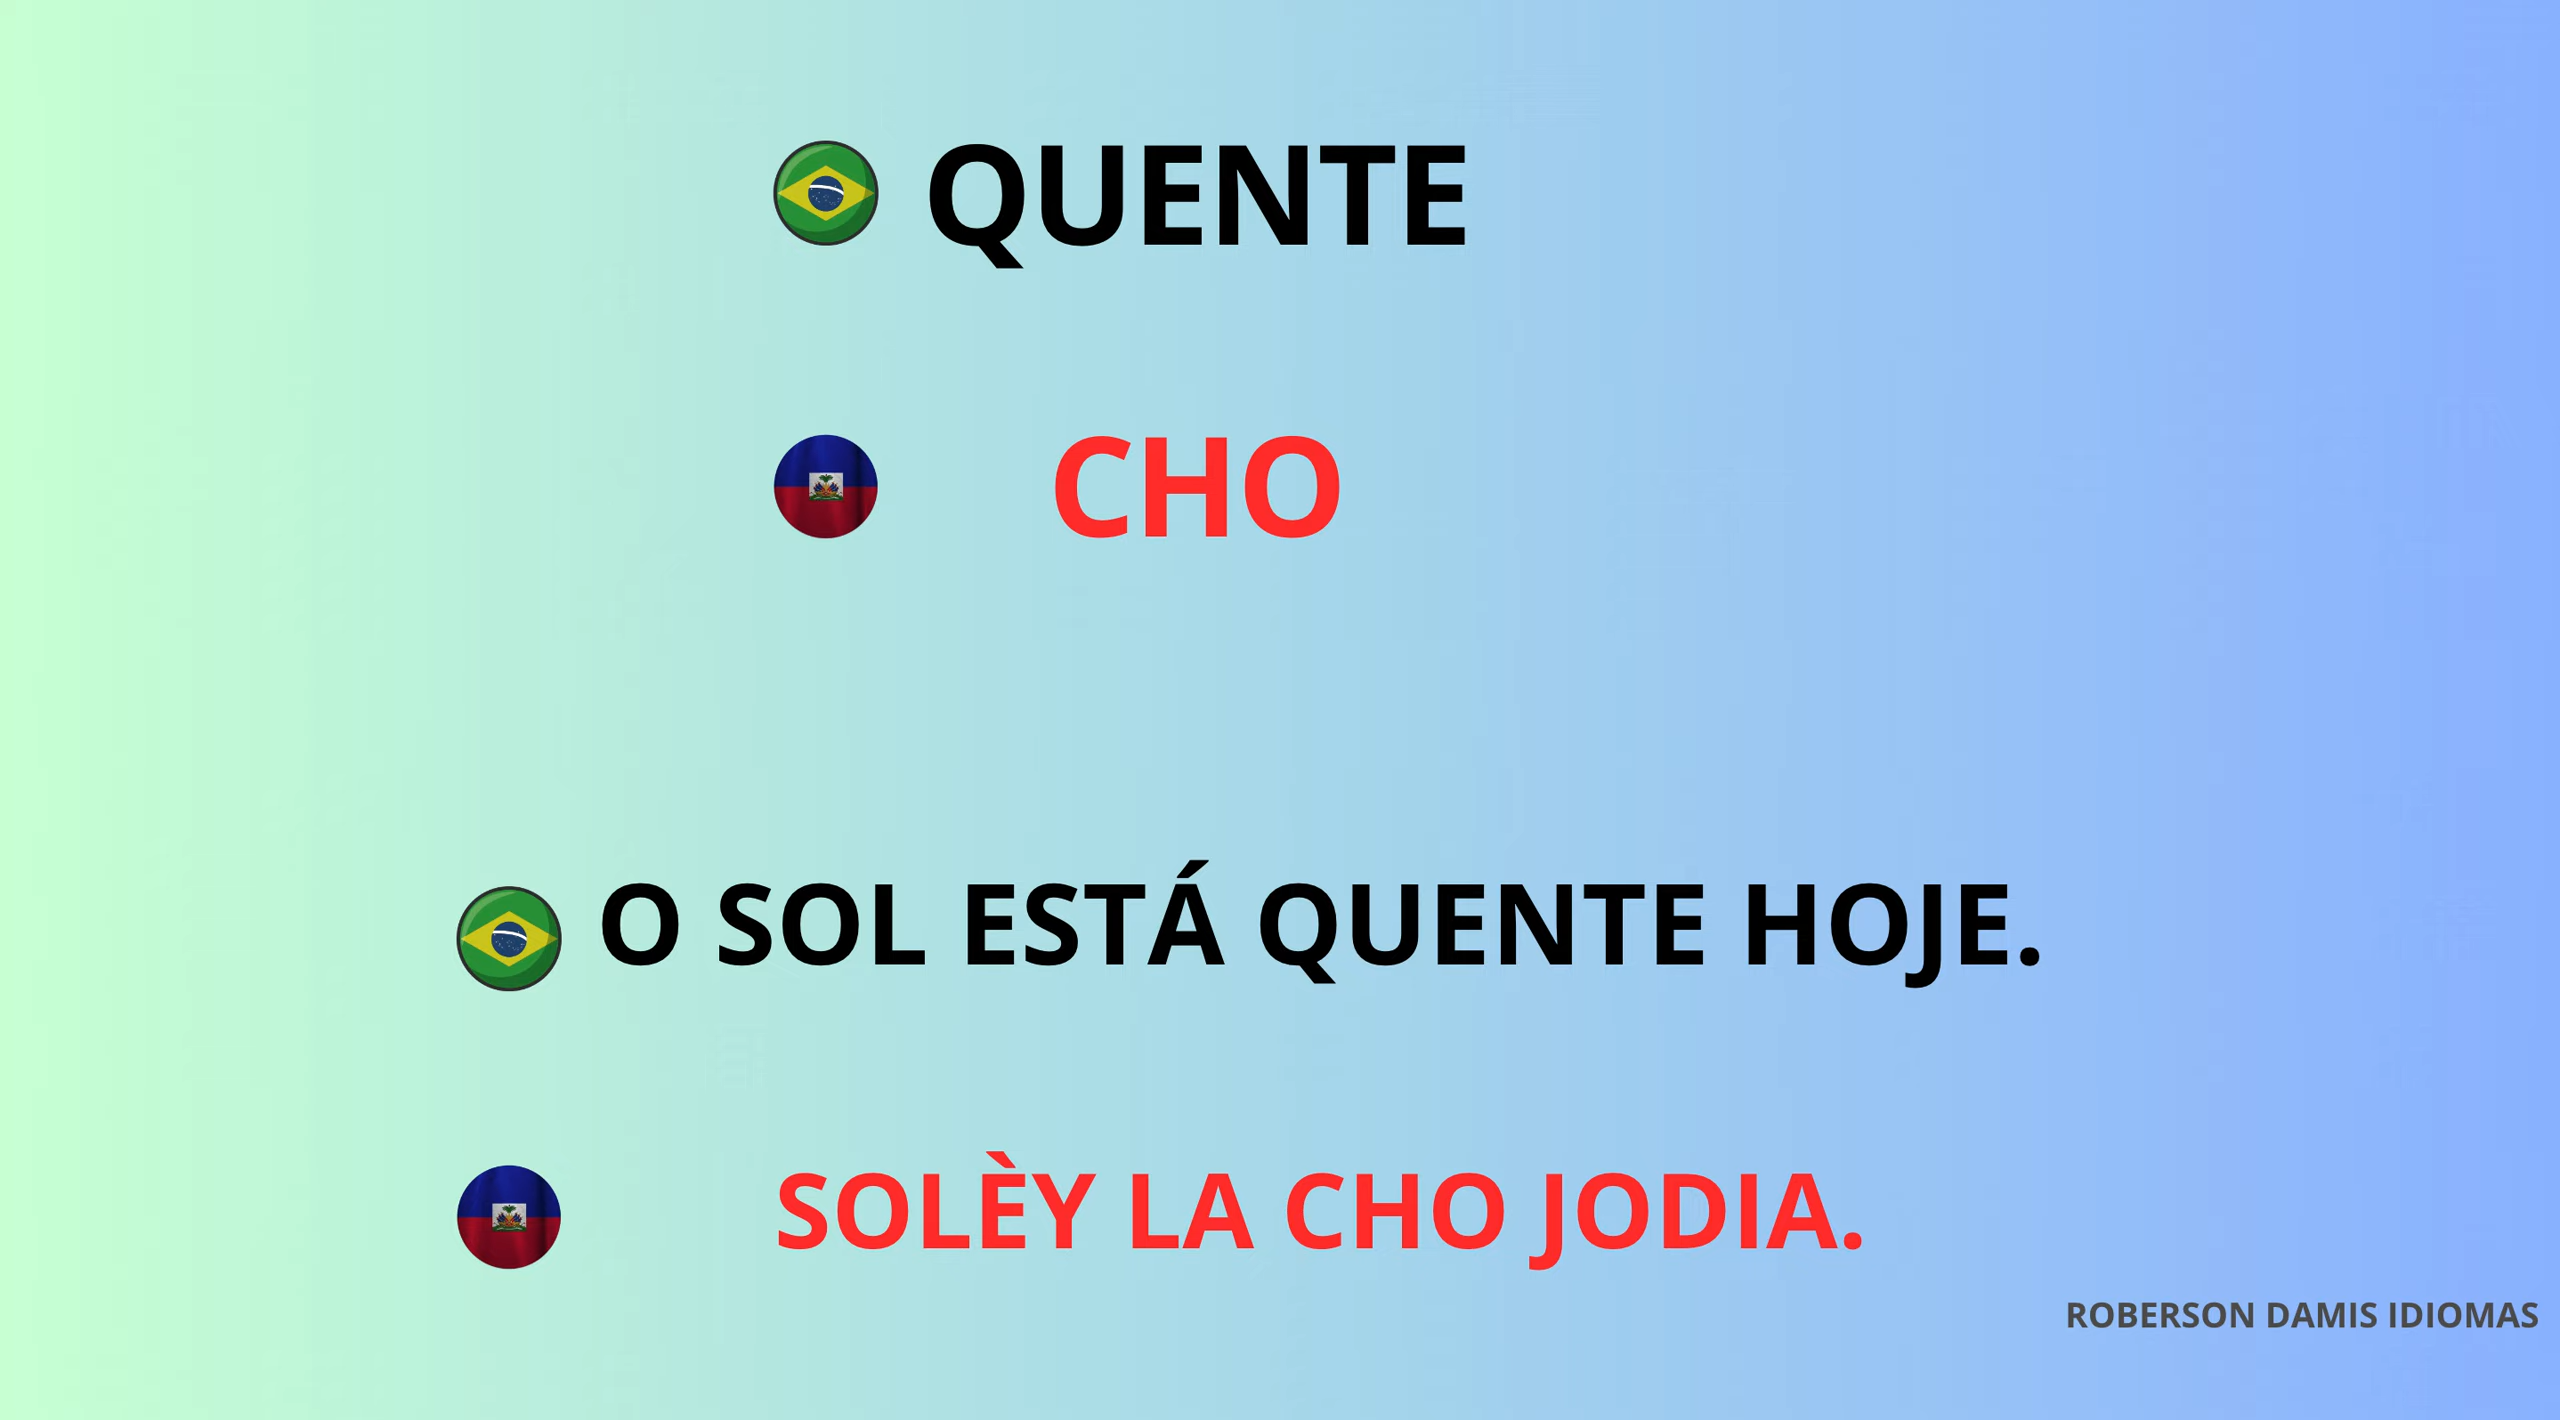 QUENTE
CHO
O SOL ESTÁ QUENTE HOJE.
SOLÈY LA CHO JODIA.
ROBERSON DAMIS IDIOMAS